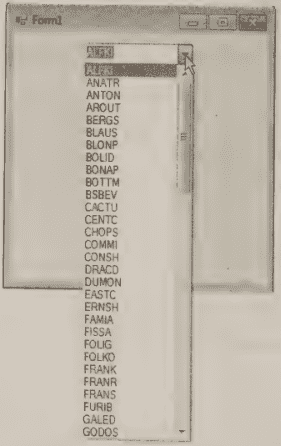 Form1
ALFKI
ALFKI
ANATR
ANTON
AROUT
BERGS
BLAUS
BLONP
BOLID
BONAP
BOTTM
BSBEV
CACTU
CENTC
CHOPS
COMMI
CONSH
DRACD
DUMON
EASTC
ERNSH
FAMIA
FISSA
FOLIG
FOLKO
FRANK
FRANR
FRANS
FURIB
GALED
GODOS